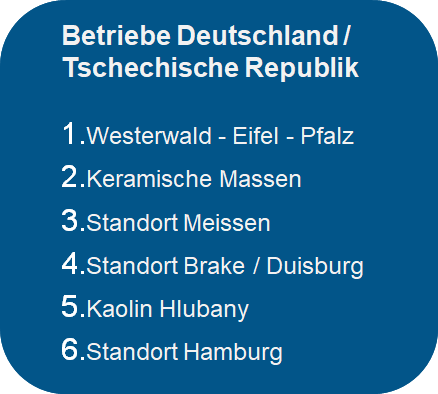 Betriebe Deutschland /
Tschechische Republik
1.Westerwald - Eifel - Pfalz
2.Keramische Massen
3.Standort Meissen
4.Standort Brake / Duisburg
5.Kaolin Hlubany
6.Standort Hamburg